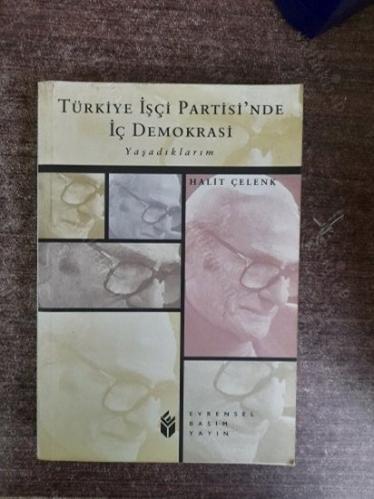 TÜRKİYE İŞÇİ PARTİSİ'NDE
İÇ DEMOKRASİ
Yaşadıklarım
HALİT ÇELENK
EVRENSEL
BASIM
YAYIN